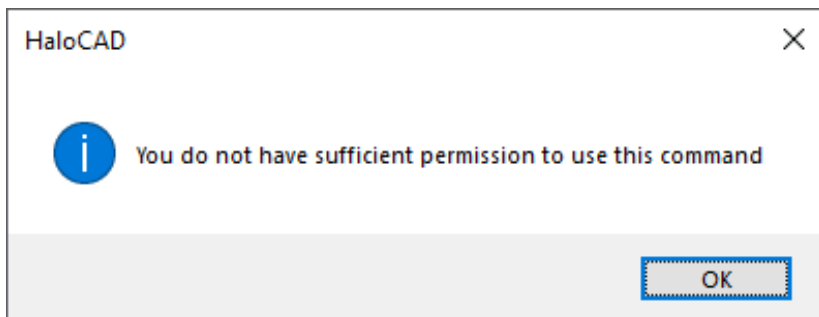 HaloCAD
You do not have sufficient permission to use this command
OK